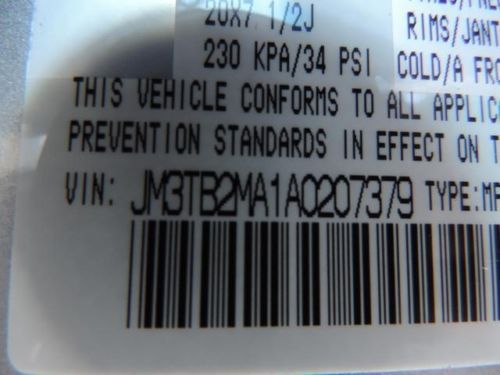 20X7 1/2J
RIMS/JANT
230 KPA/34 PSI COLD/A FRO
THIS VEHICLE CONFORMS TO ALL APPLIC
PREVENTION STANDARDS IN EFFECT ON T
VIN: JM3TB2MA1A0207379 TYPE:MP